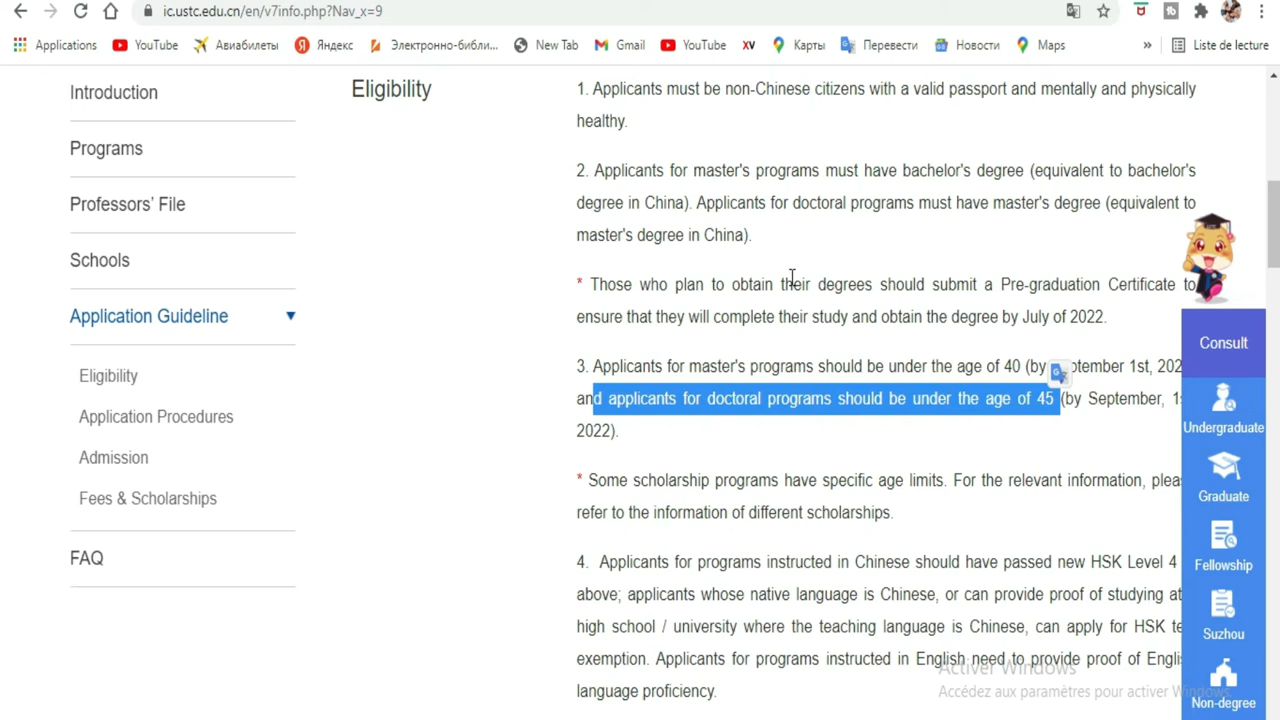 ic.ustc.edu.cn/en/v7info.php?Nav_x=9
Applications YouTube Авиабилеты Яндекс Электронно-библи... New Tab Gmail YouTube XV Карты Перевести Новости Maps » Liste de lecture
Introduction
Programs
Professors' File
Schools
Application Guideline
Eligibility
Application Procedures
Admission
Fees & Scholarships
FAQ
Eligibility
1. Applicants must be non-Chinese citizens with a valid passport and mentally and physically
healthy.
2. Applicants for master's programs must have bachelor's degree (equivalent to bachelor's
degree in China). Applicants for doctoral programs must have master's degree (equivalent to
master's degree in China).
* Those who plan to obtain their degrees should submit a Pre-graduation Certificate to
ensure that they will complete their study and obtain the degree by July of 2022.
3. Applicants for master's programs should be under the age of 40 (by tember 1st, 202
and applicants for doctoral programs should be under the age of 45 (by September, 1s
2022).
* Some scholarship programs have specific age limits. For the relevant information, plea
refer to the information of different scholarships.
4. Applicants for programs instructed in Chinese should have passed new HSK Level 4
above; applicants whose native language is Chinese, or can provide proof of studying at
high school / university where the teaching language is Chinese, can apply for HSK te
exemption. Applicants for programs instructed in English need to provide proof of Engli
language proficiency.
Consult
Undergraduate
Graduate
Fellowship
Suzhou
Non-degree
Activer Windows
Accédez aux paramètres pour activer Windows.